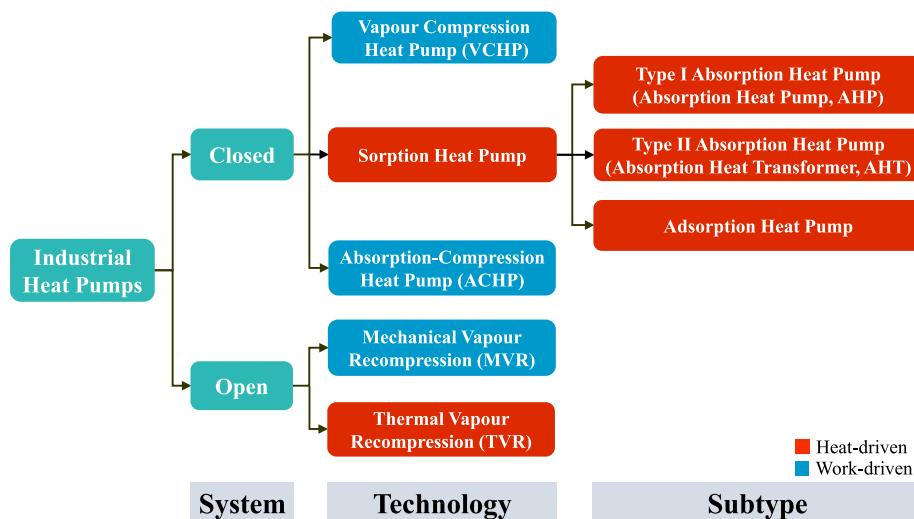 Vapour Compression
Heat Pump (VCHP)
Type I Absorption Heat Pump
(Absorption Heat Pump, AHP)
Closed
Sorption Heat Pump
Type II Absorption Heat Pump
(Absorption Heat Transformer, AHT)
Adsorption Heat Pump
Industrial
Heat Pumps
Absorption-Compression
Heat Pump (ACHP)
Mechanical Vapour
Recompression (MVR)
Open
Thermal Vapour
Recompression (TVR)
Heat-driven
Work-driven
System
Technology
Subtype